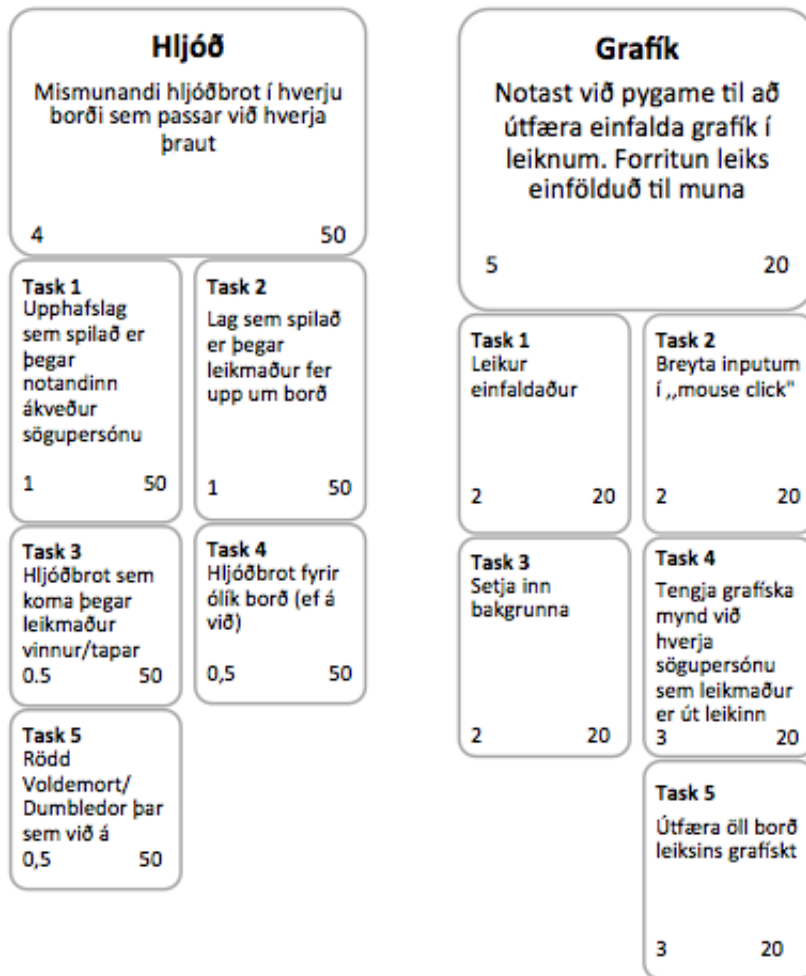 Hljóð
Mismunandi hljóðbrot í hverju
borði sem passar við hverja
þraut
4 50
Task 1
Upphafslag
sem spilað er
þegar
notandinn
ákveður
sögupersónu
1 50
Task 2
Lag sem spilað
er þegar
leikmaður fer
upp um borð
1 50
Task 3
Hljóðbrot sem
koma þegar
leikmaður
vinnur/tapar
0.5 50
Task 4
Hljóðbrot fyrir
ólík borð (ef á
við)
0,5 50
Task 5
Rödd
Voldemort/
Dumbledor þar
sem við á
0,5 50
Grafík
Notast við pygame til að
útfæra einfalda grafík í
leiknum. Forritun leiks
einfölduð til muna
5 20
Task 1
Leikur
einfaldaður
2 20
Task 2
Breyta inputum
í ,,mouse click"
2 20
Task 3
Setja inn
bakgrunna
2 20
Task 4
Tengja grafíska
mynd við
hverja
sögupersónu
sem leikmaður
er út leikinn
3 20
Task 5
Útfæra öll borð
leiksins grafískt
3 20